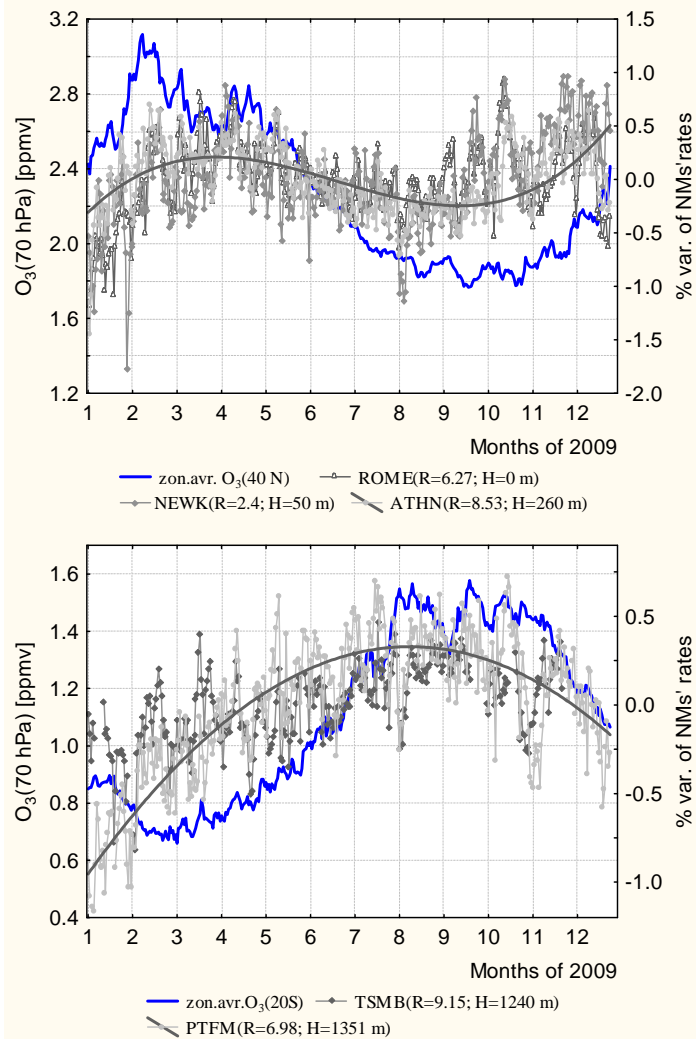 3.2
2.8
2.4
2.0
1.6
1.2
O3(70 hPa) [ppmv]
1.5
1.0
0.5
0.0
-0.5
-1.0
-1.5
-2.0
% var. of NMs'rates
1 2 3 4 5 6 7 8 9 10 11 12
Months of 2009
zon.avr. O3(40 N) ROME(R=6.27; H=0 m)
NEWK(R=2.4; H=50 m) ATHN(R=8.53; H=260 m)
1.6
1.4
1.2
1.0
0.8
0.6
0.4
O3(70 hPa) [ppmv]
0.5
0.0
-0.5
-1.0
% var. of NMs' rates
1 2 3 4 5 6 7 8 9 10 11 12
Months of 2009
zon.avr.O3(20S) TSMB(R=9.15; H=1240 m)
PTFM(R=6.98; H=1351 m)